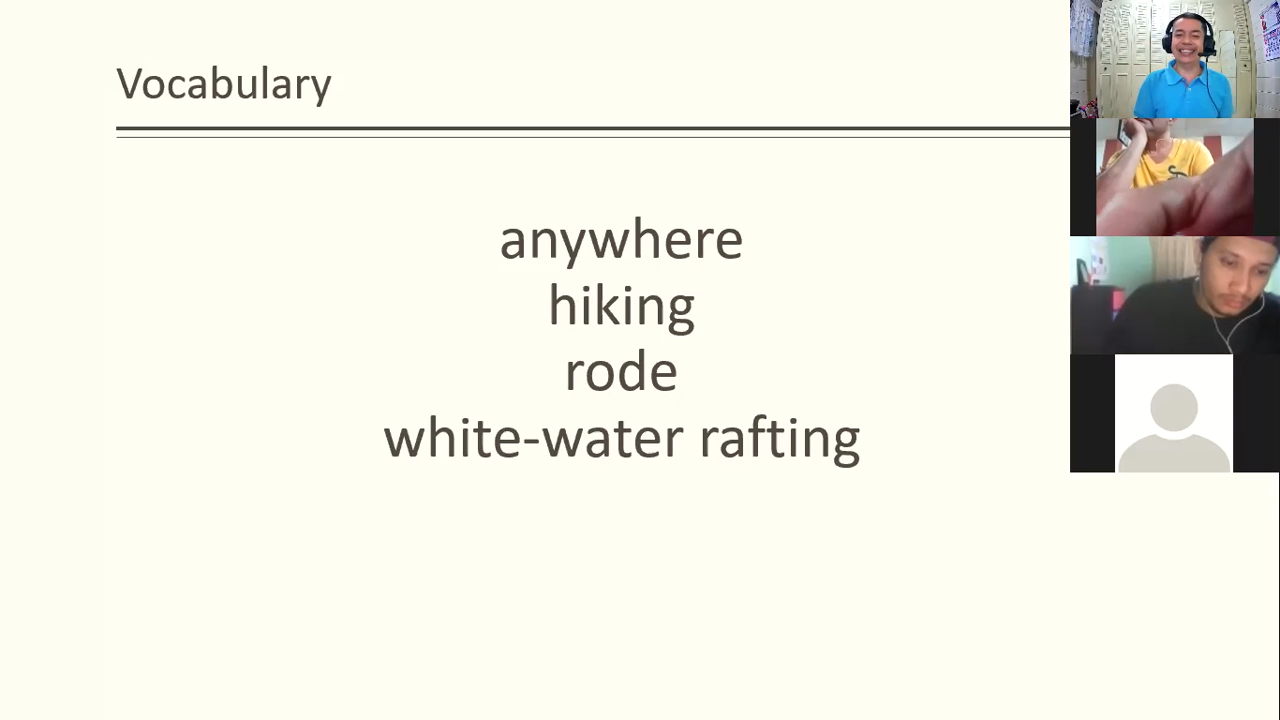 Vocabulary
anywhere
hiking
rode
white-water rafting